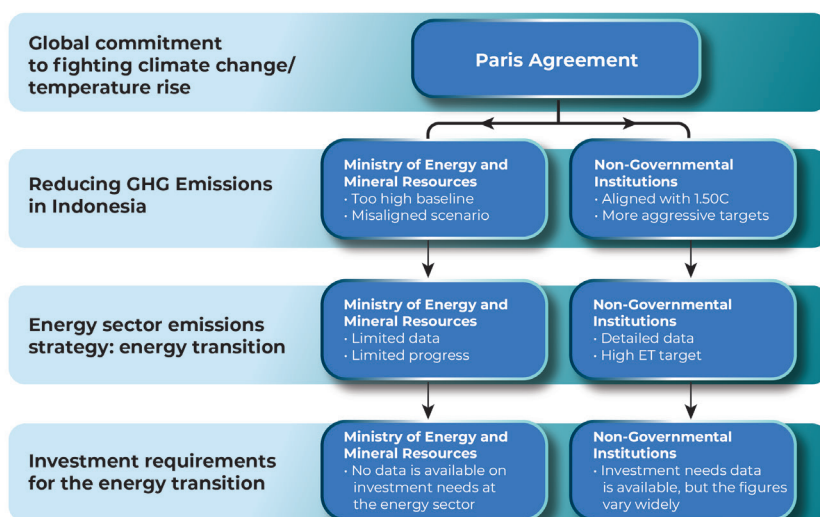 Global commitment
to fighting climate change/
temperature rise
Paris Agreement
Reducing GHG Emissions
in Indonesia
Ministry of Energy and
Mineral Resources
· Too high baseline
· Misaligned scenario
Non-Governmental
Institutions
· Aligned with 1.50C
· More aggressive targets
Energy sector emissions
strategy: energy transition
Ministry of Energy and
Mineral Resources
· Limited data
· Limited progress
Non-Governmental
Institutions
· Detailed data
· High ET target
Investment requirements
for the energy transition
Ministry of Energy and
Mineral Resources
· No data is available on
investment needs at
the energy sector
Non-Governmental
Institutions
· Investment needs data
is available, but the figures
vary widely